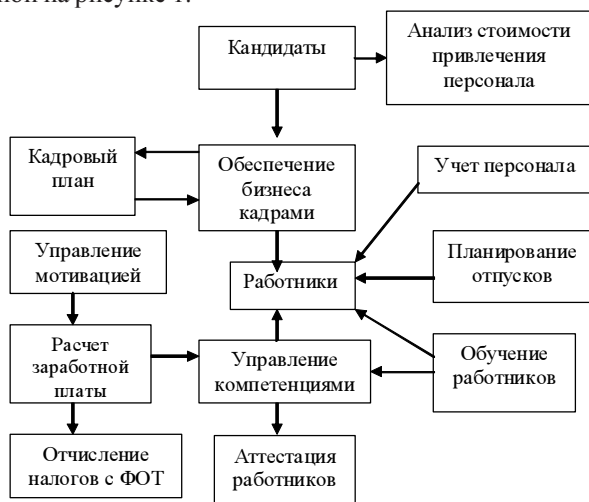 ной на рисунке 1.
Кандидаты
Анализ стоимости
привлечения
персонала
Кадровый
план
Обеспечение
бизнеса
кадрами
Учет персонала
Управление
мотивацией
Работники
Планирование
отпусков
Расчет
заработной
платы
Управление
компетенциями
Обучение
работников
Отчисление
налогов с ФОТ
Аттестация
работников